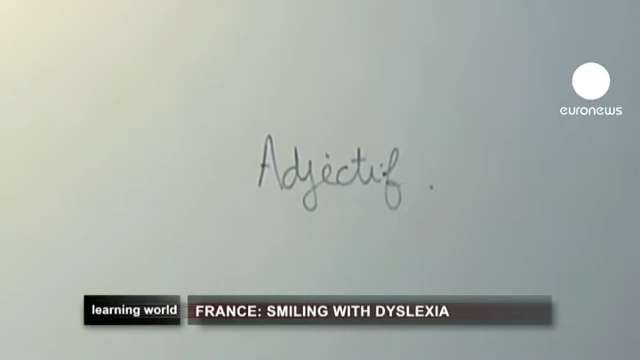 euronews
Adjectif.
learning world
FRANCE: SMILING WITH DYSLEXIA